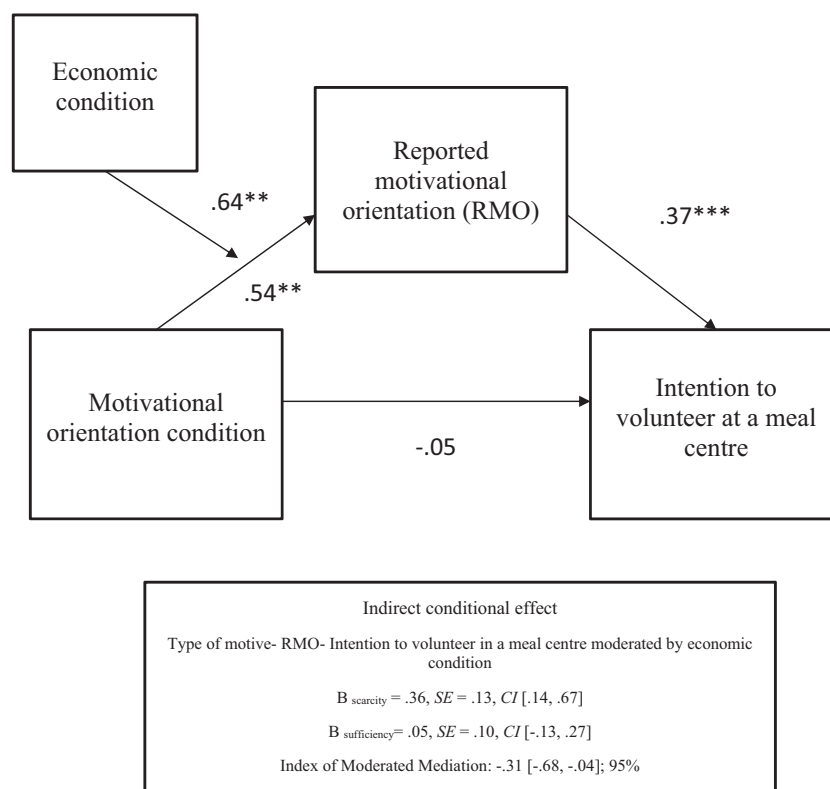 Economic
condition
Reported
motivational
orientation (RMO)
.64**
.37***
.54**
Motivational
orientation condition
Intention to
volunteer at a meal
centre
-.05
Indirect conditional effect
Type of motive- RMO- Intention to volunteer in a meal centre moderated by economic
condition
B scarcity = .36, SE = .13, CI [.14, .67]
B sufficiency= .05, SE = .10, CI [-.13, .27]
Index of Moderated Mediation: -.31 [-.68, -.04]; 95%